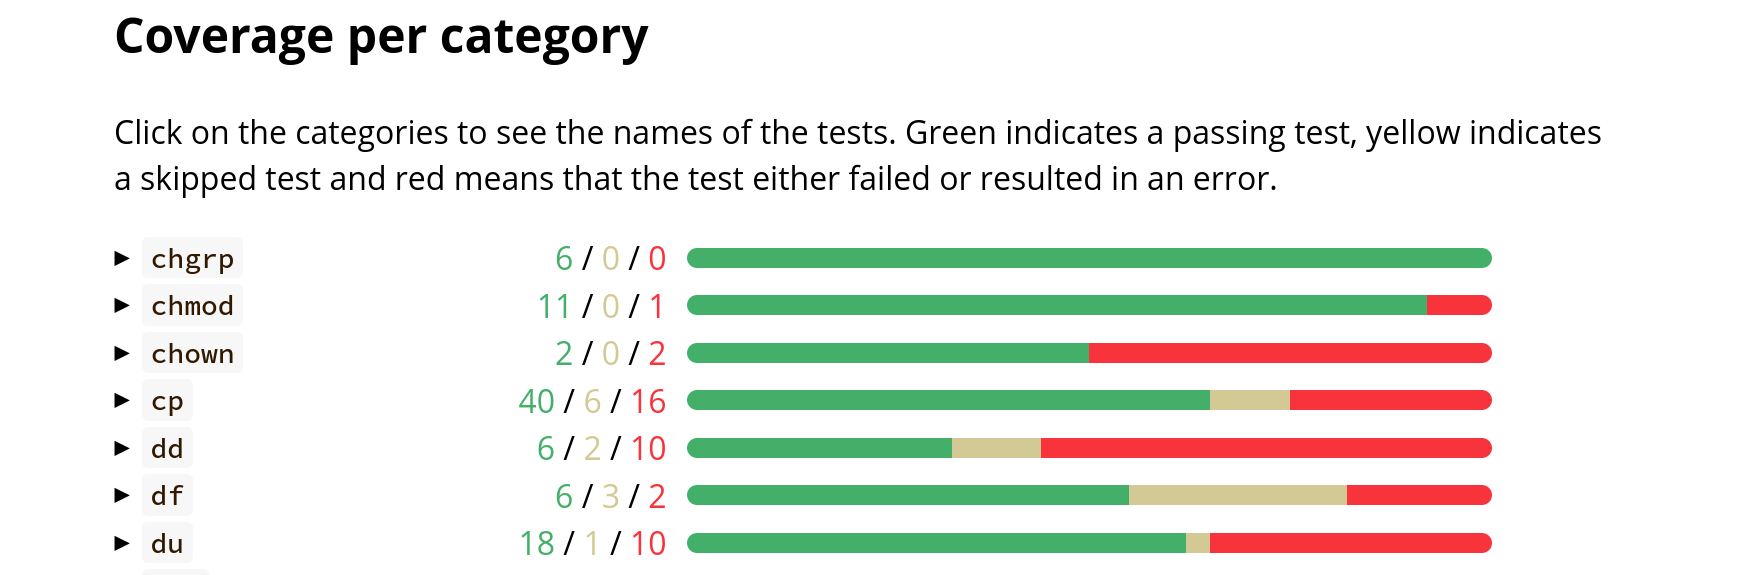 Coverage per category
Click on the categories to see the names of the tests. Green indicates a passing test, yellow indicates
a skipped test and red means that the test either failed or resulted in an error.
▶ chgrp 6 / 0 / 0
▶ chmod 11 / 0 / 1
▶ chown 2 / 0 / 2
▶ cp 40 / 6 / 16
▶ dd 6 / 2 / 10
▶ df 6 / 3 / 2
▶ du 18 / 1 / 10